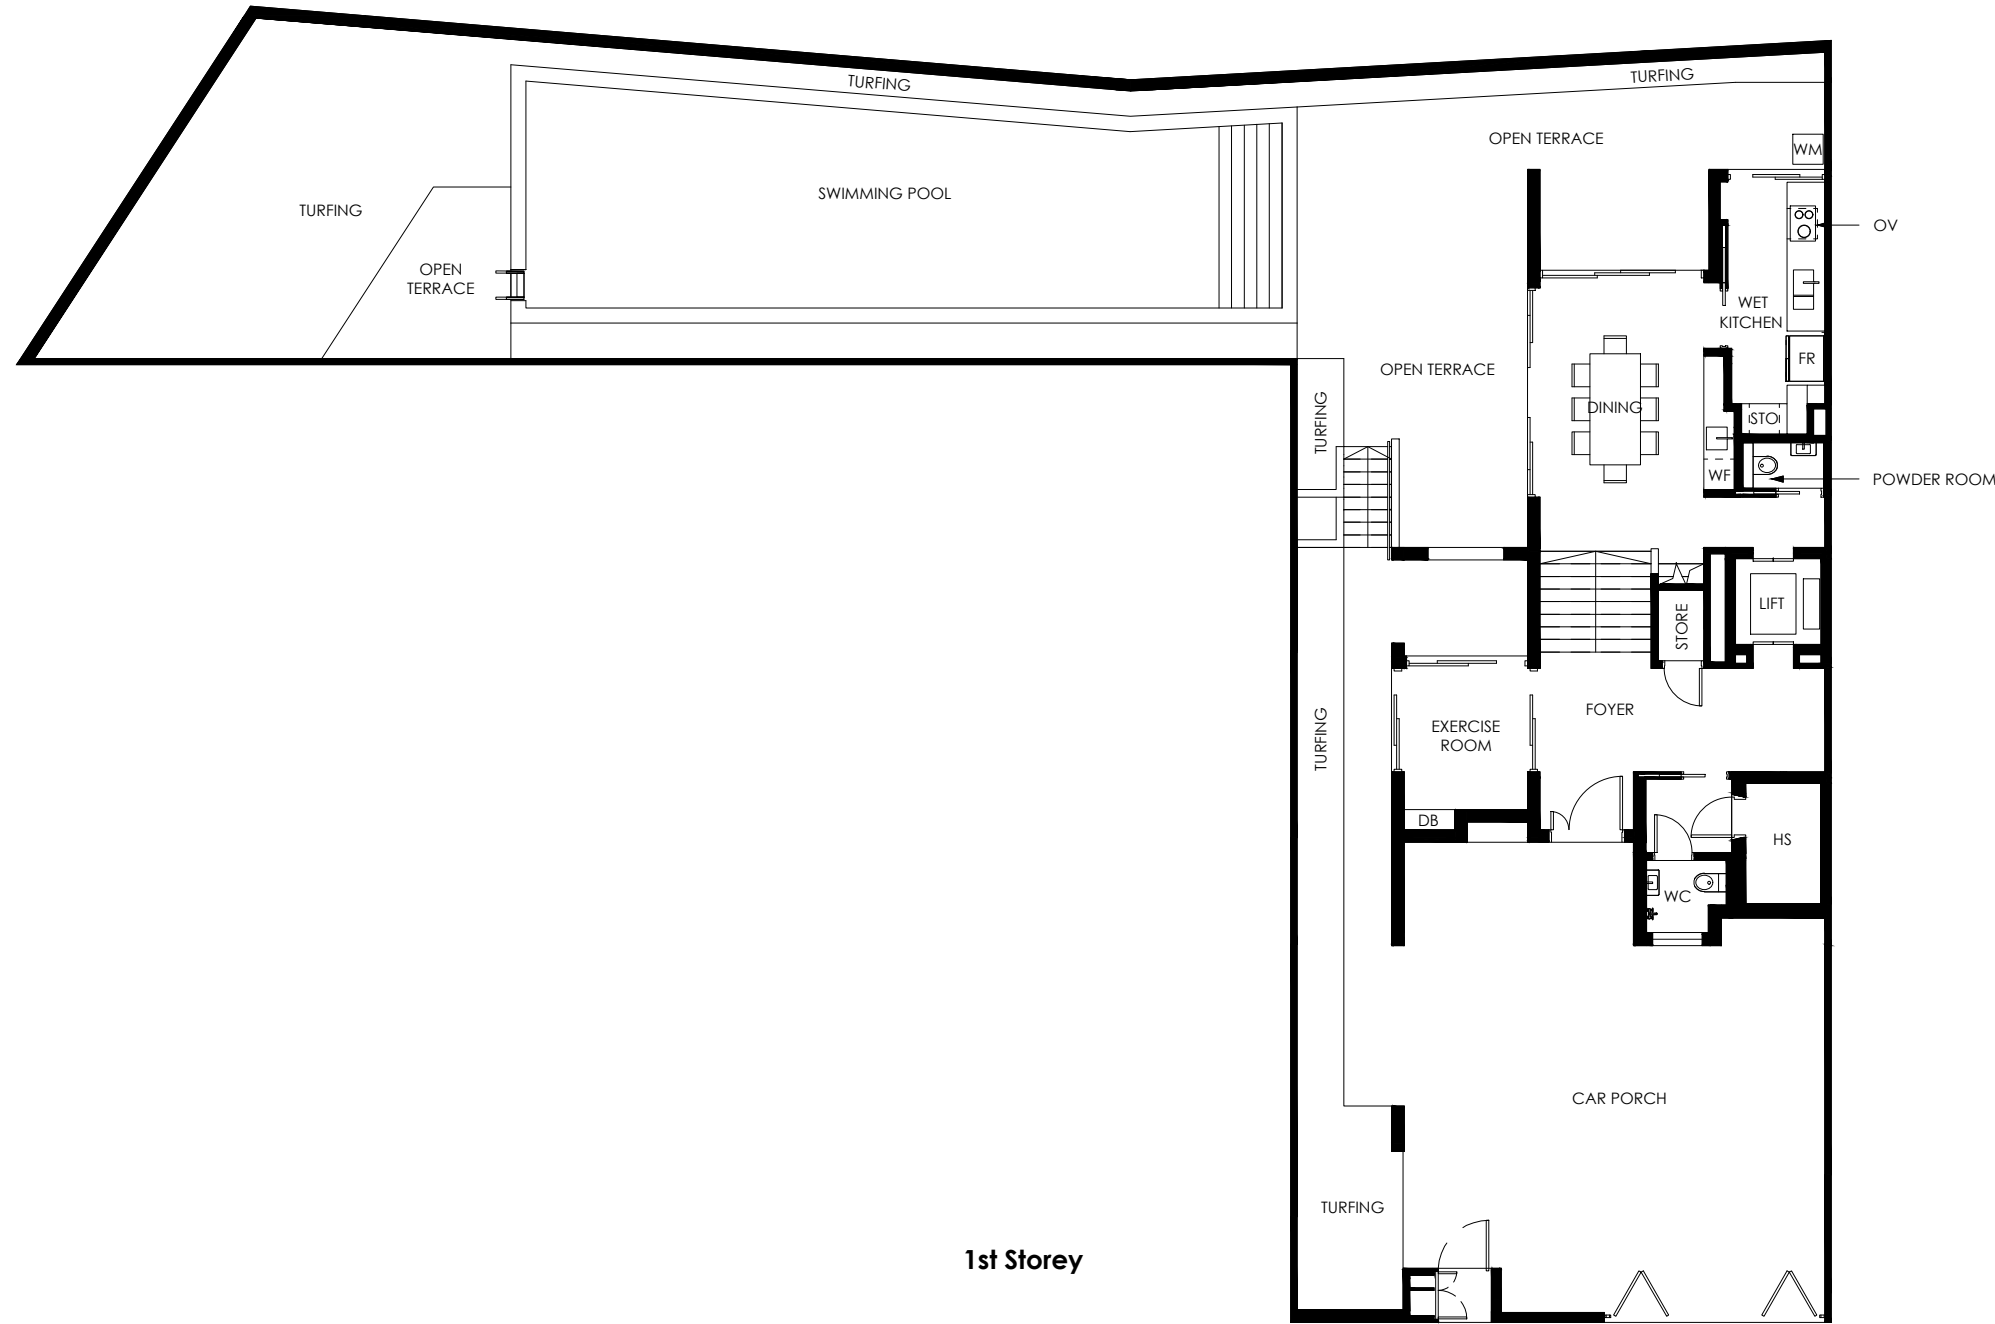 TURFING
TURFING
OPEN TERRACE
WM
SWIMMING POOL
TURFING
OV
OPEN
TERRACE
WET
KITCHEN
FR
OPEN TERRACE
TURFING
DINING
STO
WF
POWDER ROOM
LIFT
STORE
FOYER
EXERCISE
ROOM
TURFING
DB
HS
WC
CAR PORCH
TURFING
1st Storey